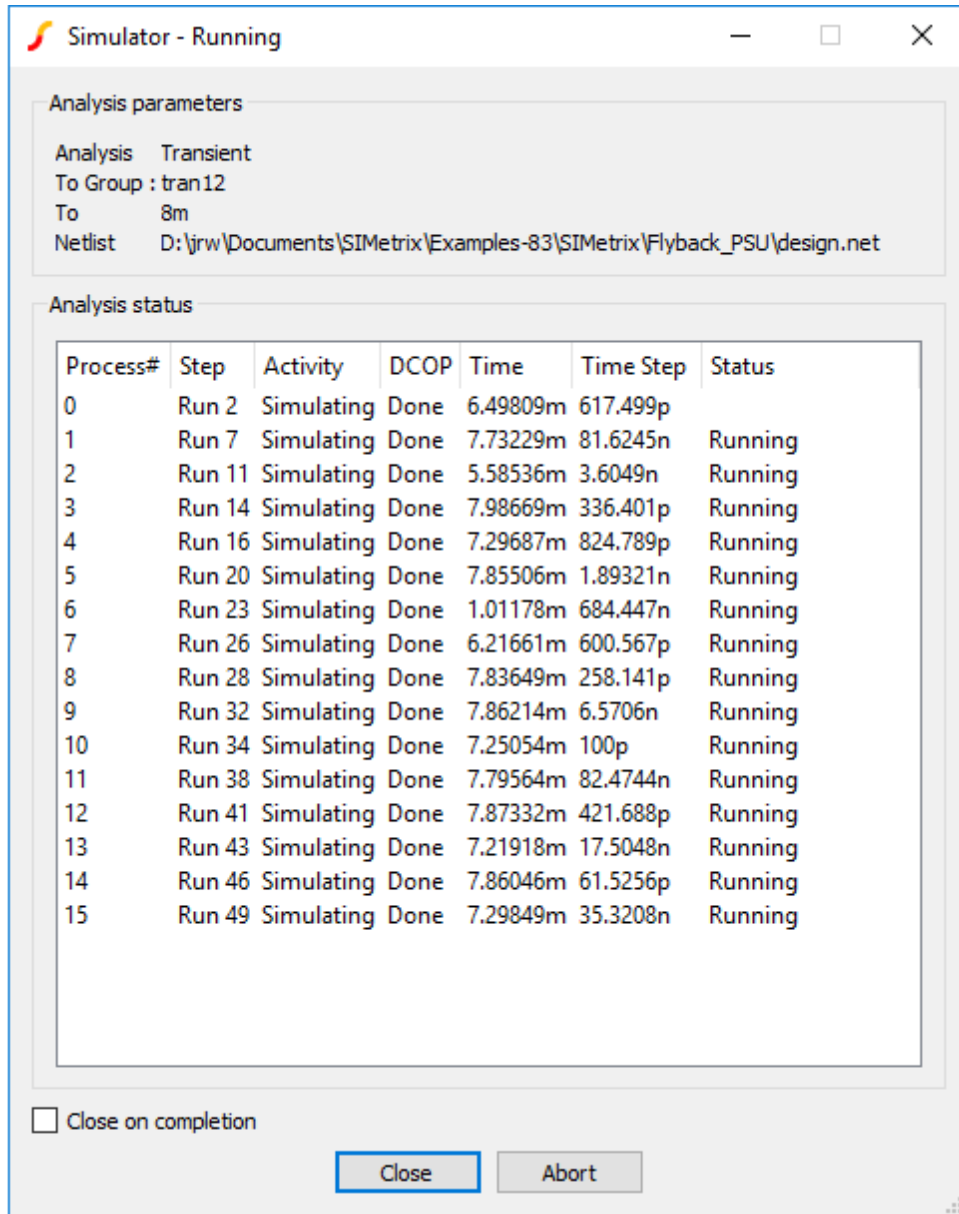 Simulator - Running
Analysis parameters
Analysis Transient
To Group : tran12
To 8m
Netlist D:\jrw\Documents\SIMetrix\Examples-83\SIMetrix\Flyback_PSU\design.net
Analysis status
Process# Step Activity DCOP Time Time Step Status
0 Run 2 Simulating Done 6.49809m 617.499p
1 Run 7 Simulating Done 7.73229m 81.6245n Running
2 Run 11 Simulating Done 5.58536m 3.6049n Running
3 Run 14 Simulating Done 7.98669m 336.401p Running
4 Run 16 Simulating Done 7.29687m 824.789p Running
5 Run 20 Simulating Done 7.85506m 1.89321n Running
6 Run 23 Simulating Done 1.01178m 684.447n Running
7 Run 26 Simulating Done 6.21661m 600.567p Running
8 Run 28 Simulating Done 7.83649m 258.141p Running
9 Run 32 Simulating Done 7.86214m 6.5706n Running
10 Run 34 Simulating Done 7.25054m 100p Running
11 Run 38 Simulating Done 7.79564m 82.4744n Running
12 Run 41 Simulating Done 7.87332m 421.688p Running
13 Run 43 Simulating Done 7.21918m 17.5048n Running
14 Run 46 Simulating Done 7.86046m 61.5256p Running
15 Run 49 Simulating Done 7.29849m 35.3208n Running
Close on completion
Close Abort